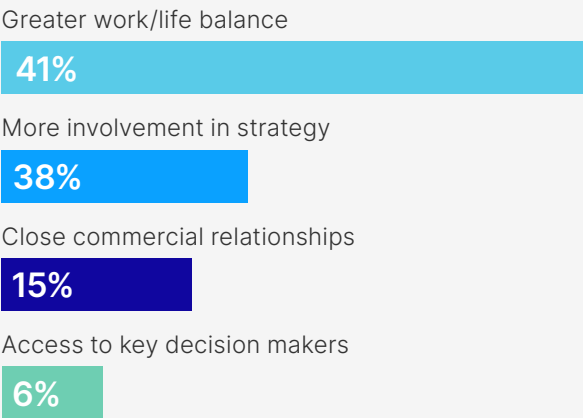 Greater work/life balance
41%
More involvement in strategy
38%
Close commercial relationships
15%
Access to key decision makers
6%